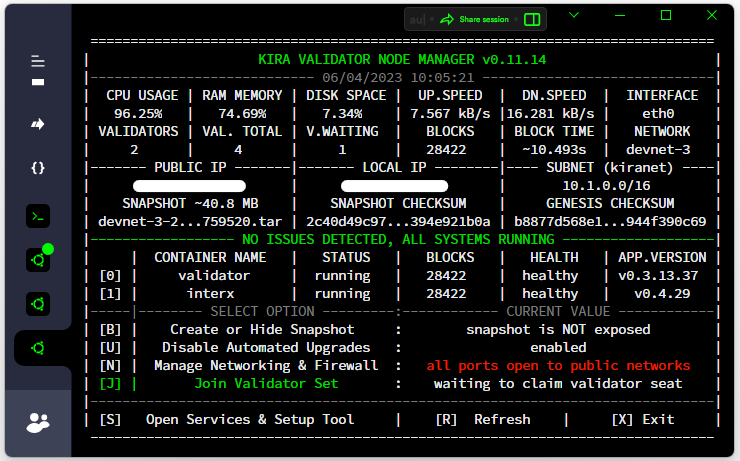 Share session
KIRA VALIDATOR NODE MANAGER v0.11.14
06/04/2023 10:05:21
CPU USAGE | RAM MEMORY | DISK SPACE | UP.SPEED | DN.SPEED | INTERFACE
96.25% | 74.69% | 7.34% | 7.567 kB/s | 16.281 kB/s | eth0
VALIDATORS | VAL. TOTAL | V.WAITING | BLOCKS | BLOCK TIME | NETWORK
2 | 4 | 1 | 28422 | ~10.493s | devnet-3
PUBLIC IP | LOCAL IP | SUBNET (kiranet)
10.1.0.0/16
SNAPSHOT ~40.8 MB | SNAPSHOT CHECKSUM | GENESIS CHECKSUM
devnet-3-2...759520.tar | 2c40d49c97...394e921b0a | b8877d568e1...944f390c69
NO ISSUES DETECTED, ALL SYSTEMS RUNNING
| CONTAINER NAME | STATUS | BLOCKS | HEALTH | APP.VERSION
[0] | validator | running | 28422 | healthy | v0.3.13.37
[1] | interx | running | 28422 | healthy | v0.4.29
SELECT OPTION : CURRENT VALUE
[B] | Create or Hide Snapshot : snapshot is NOT exposed
[U] | Disable Automated Upgrades : enabled
[N] | Manage Networking & Firewall : all ports open to public networks
[J] | Join Validator Set : waiting to claim validator seat
[S] Open Services & Setup Tool | [R] Refresh | [X] Exit